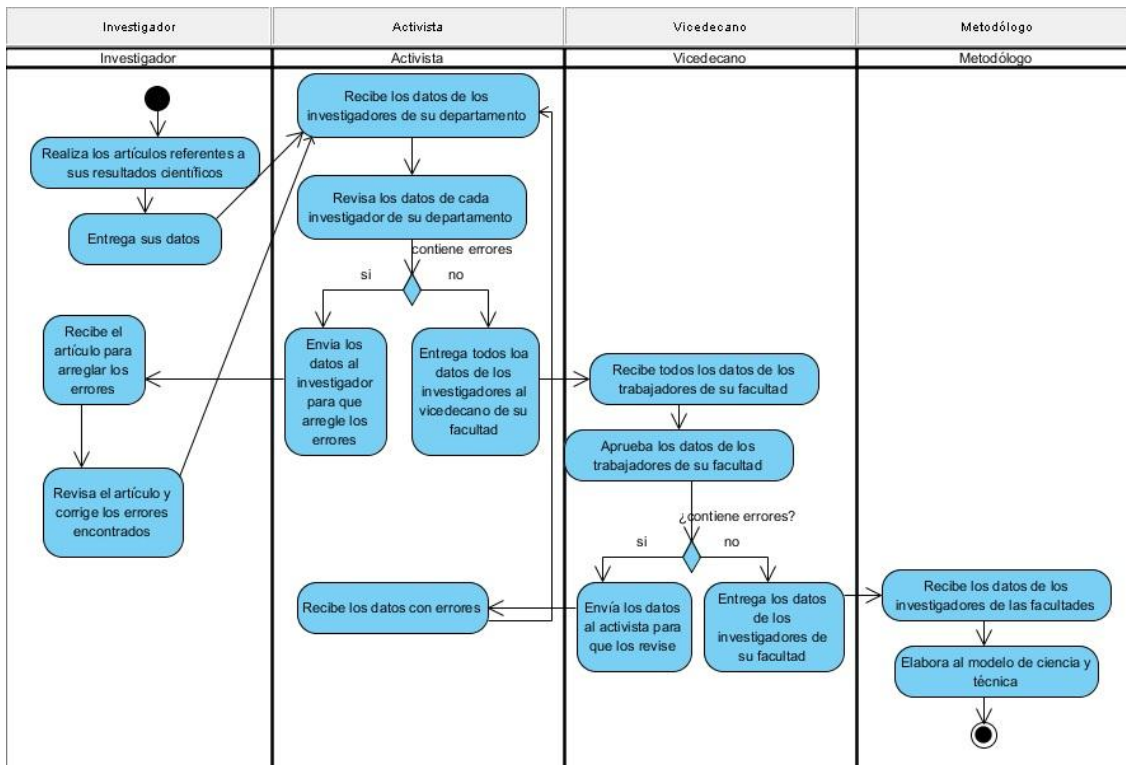 Investigador
Activista
Vicedecano
Metodólogo
Investigador
Activista
Vicedecano
Metodólogo
Realiza los artículos referentes a
sus resultados científicos
Entrega sus datos
Recibe el
artículo para
arreglar los
errores
Revisa el artículo y
corrige los errores
encontrados
Recibe los datos de los
investigadores de su departamento
Revisa los datos de cada
investigador de su departamento
contiene errores
si
no
Envia los
datos al
investigador
para que
arregle los
errores
Entrega todos loa
datos de los
investigadores al
vicedecano de su
facultad
Recibe los datos con errores
Recibe todos los datos de los
trabajadores de su facultad
Aprueba los datos de los
trabajadores de su facultad
¿contiene errores?
si
no
Envía los datos
al activista para
que los revise
Entrega los datos
de los
investigadores de
su facultad
Recibe los datos de los
investigadores de las facultades
Elabora al modelo de ciencia y
técnica